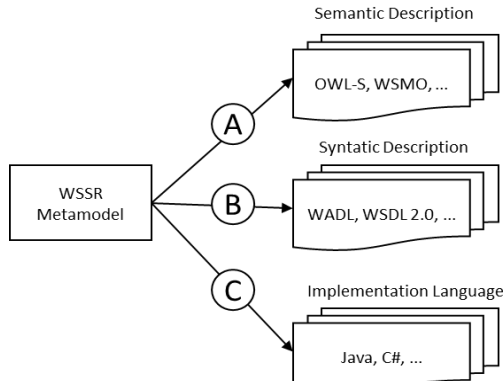 Semantic Description
OWL-S, WSMO, ...
A
Syntatic Description
WSSR
Metamodel
B
WADL, WSDL 2.0, ...
C
Implementation Language
Java, C#, ...